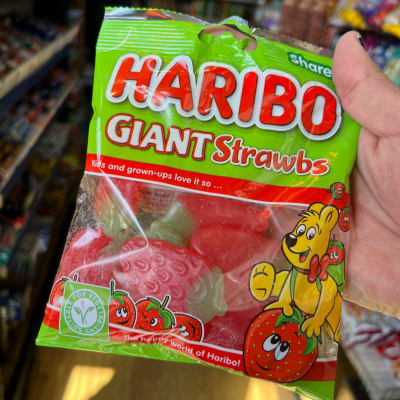 Share
HARIBO
GIANT Strawbs
Kids and grown-ups love it so ...
... The happy world of Haribo!